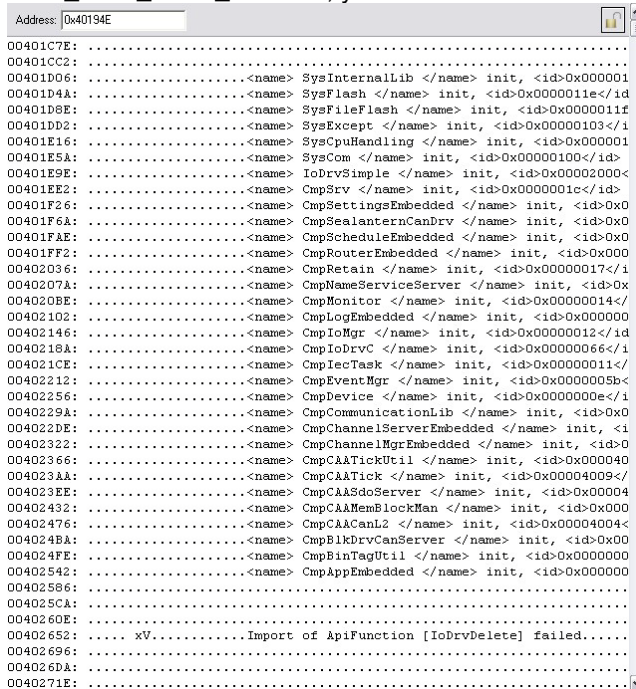 Address: 0x40194E
00401C7E: ....................................................................
00401CC2: ....................................................................
00401D06: ....................<name> SysInternalLib </name> init, <id>0x000001
00401D4A: ....................<name> SysFlash </name> init, <id>0x0000011e</id
00401D8E: ....................<name> SysFileFlash </name> init, <id>0x0000011f
00401DD2: ....................<name> SysExcept </name> init, <id>0x00000103</i
00401E16: ....................<name> SysCpuHandling </name> init, <id>0x000001
00401E5A: ....................<name> SysCom </name> init, <id>0x00000100</id>
00401E9E: ....................<name> IoDrvSimple </name> init, <id>0x00002000<
00401EE2: ....................<name> CmpSrv </name> init, <id>0x0000001c</id>
00401F26: ....................<name> CmpSettingsEmbedded </name> init, <id>0x0
00401F6A: ....................<name> CmpSealanternCanDrv </name> init, <id>0x0
00401FAE: ....................<name> CmpScheduleEmbedded </name> init, <id>0x0
00401FF2: ....................<name> CmpRouterEmbedded </name> init, <id>0x000
00402036: ....................<name> CmpRetain </name> init, <id>0x00000017</i
0040207A: ....................<name> CmpNameServiceServer </name> init, <id>0x
004020BE: ....................<name> CmpMonitor </name> init, <id>0x00000014</
00402102: ....................<name> CmpLogEmbedded </name> init, <id>0x000000
00402146: ....................<name> CmpIoMgr </name> init, <id>0x00000012</id
0040218A: ....................<name> CmpIoDrvC </name> init, <id>0x00000066</i
004021CE: ....................<name> CmpIecTask </name> init, <id>0x00000011</
00402212: ....................<name> CmpEventMgr </name> init, <id>0x0000005b<
00402256: ....................<name> CmpDevice </name> init, <id>0x0000000e</i
0040229A: ....................<name> CmpCommunicationLib </name> init, <id>0x0
004022DE: ....................<name> CmpChannelServerEmbedded </name> init, <i
00402322: ....................<name> CmpChannelMgrEmbedded </name> init, <id>0
00402366: ....................<name> CmpCAATickUtil </name> init, <id>0x000040
004023AA: ....................<name> CmpCAATick </name> init, <id>0x00004009</
004023EE: ....................<name> CmpCAASdoServer </name> init, <id>0x00004
00402432: ....................<name> CmpCAAMemBlockMan </name> init, <id>0x000
00402476: ....................<name> CmpCAACanL2 </name> init, <id>0x00004004<
004024BA: ....................<name> CmpBlkDrvCanServer </name> init, <id>0x00
004024FE: ....................<name> CmpBinTagUtil </name> init, <id>0x0000000
00402542: ....................<name> CmpAppEmbedded </name> init, <id>0x000000
00402586: ....................................................................
004025CA: ....................................................................
0040260E: ....................................................................
00402652: ..... xV............Import of ApiFunction [IoDrvDelete] failed......
00402696: ....................................................................
004026DA: ....................................................................
0040271E: ....................................................................